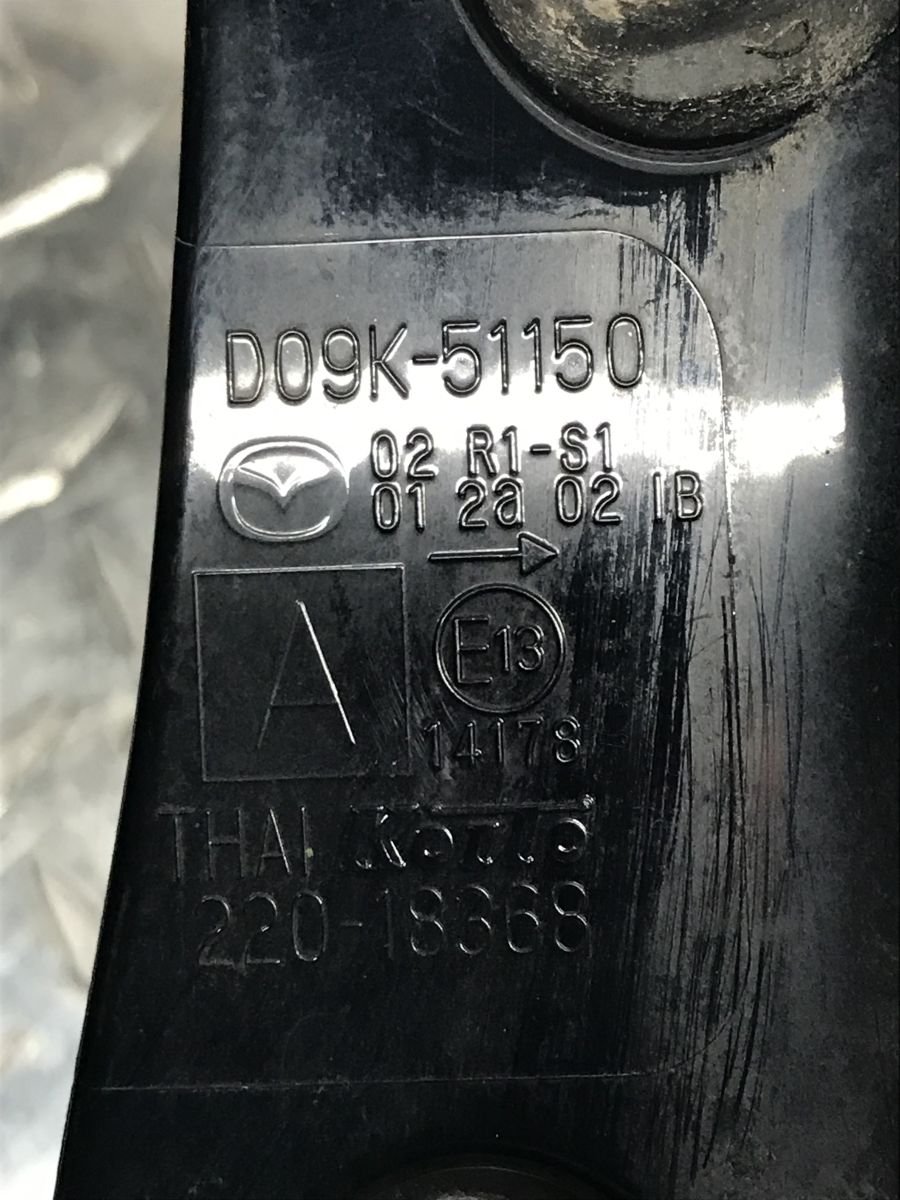 D09K-51150
02 R1-S1
01 2a 02 IB
A
E13
14178
THAI Koito
220-18368